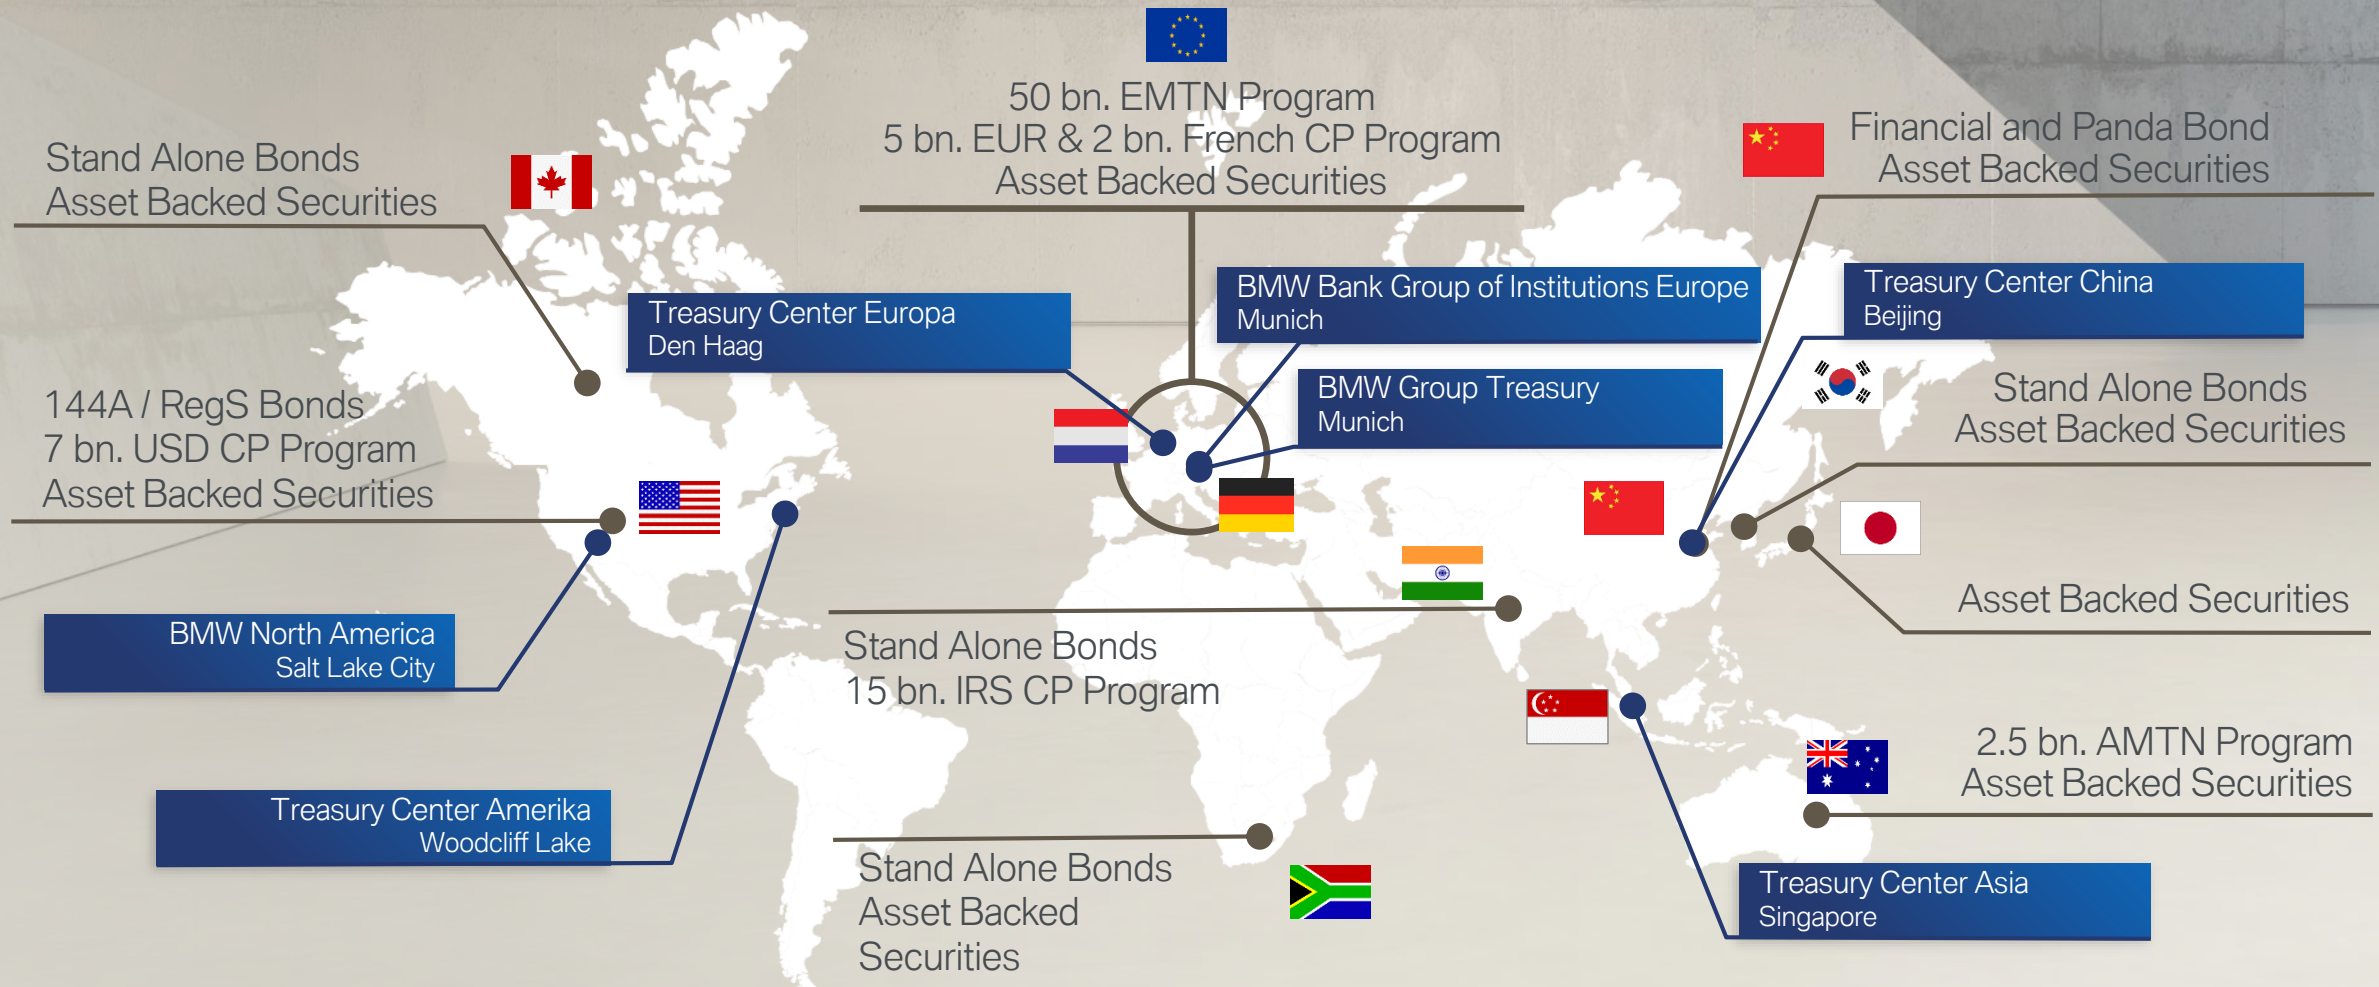 50 bn. EMTN Program
5 bn. EUR & 2 bn. French CP Program
Asset Backed Securities
Stand Alone Bonds
Asset Backed Securities
Financial and Panda Bond
Asset Backed Securities
Treasury Center Europa
Den Haag
BMW Bank Group of Institutions Europe
Munich
Treasury Center China
Beijing
BMW Group Treasury
Munich
144A / RegS Bonds
7 bn. USD CP Program
Asset Backed Securities
Stand Alone Bonds
Asset Backed Securities
Asset Backed Securities
BMW North America
Salt Lake City
Stand Alone Bonds
15 bn. IRS CP Program
2.5 bn. AMTN Program
Asset Backed Securities
Treasury Center Amerika
Woodcliff Lake
Stand Alone Bonds
Asset Backed
Securities
Treasury Center Asia
Singapore